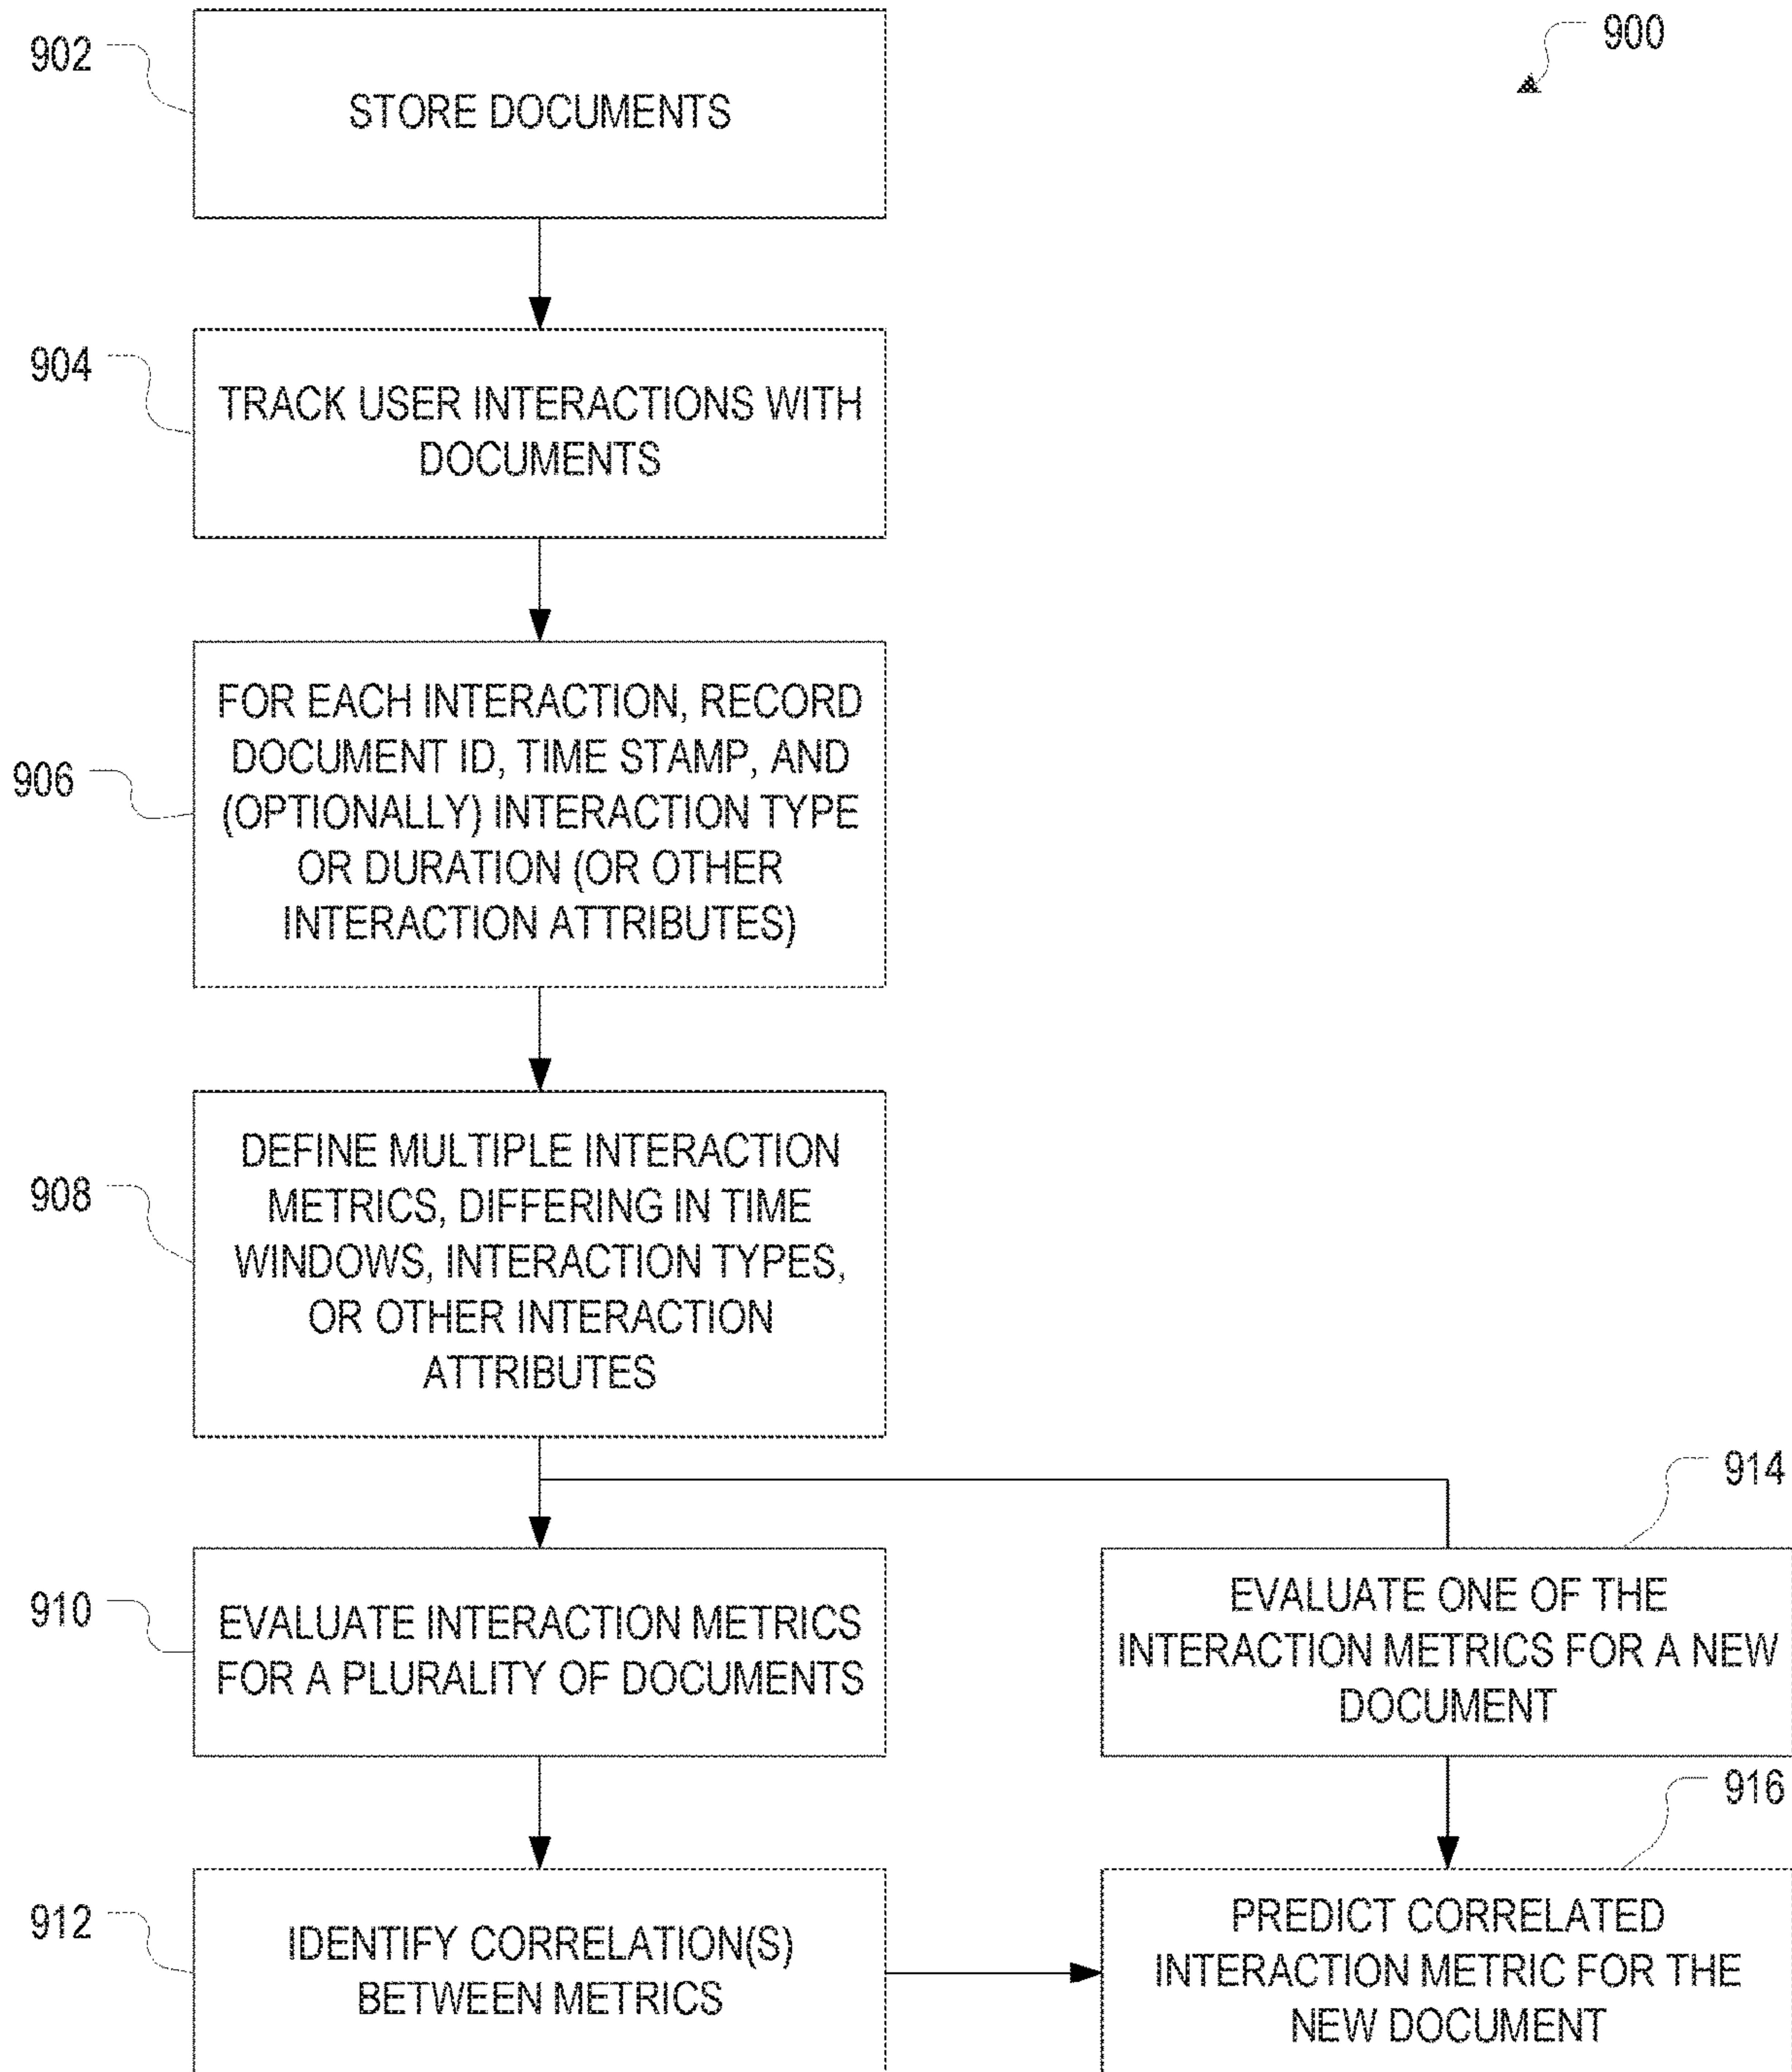 900
902
STORE DOCUMENTS
904
TRACK USER INTERACTIONS WITH
DOCUMENTS
906
FOR EACH INTERACTION, RECORD
DOCUMENT ID, TIME STAMP, AND
(OPTIONALLY) INTERACTION TYPE
OR DURATION (OR OTHER
INTERACTION ATTRIBUTES)
908
DEFINE MULTIPLE INTERACTION
METRICS, DIFFERING IN TIME
WINDOWS, INTERACTION TYPES,
OR OTHER INTERACTION
ATTRIBUTES
910
EVALUATE INTERACTION METRICS
FOR A PLURALITY OF DOCUMENTS
914
EVALUATE ONE OF THE
INTERACTION METRICS FOR A NEW
DOCUMENT
912
IDENTIFY CORRELATION(S)
BETWEEN METRICS
916
PREDICT CORRELATED
INTERACTION METRIC FOR THE
NEW DOCUMENT